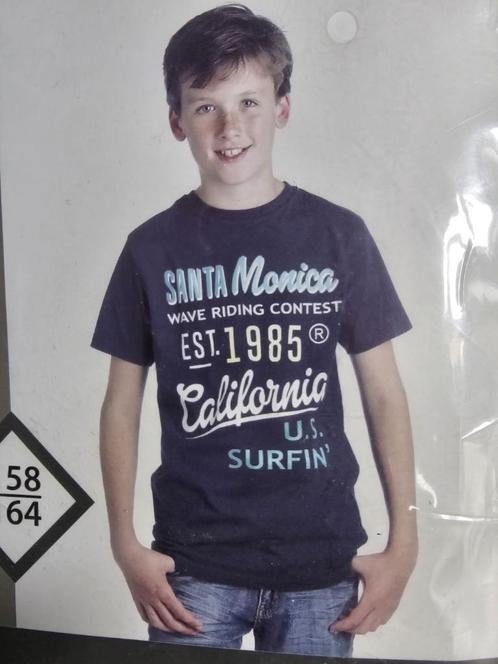 SANTA Monica
WAVE RIDING CONTEST
EST. 1985 ®
California
U.S.
SURFIN'
58
64